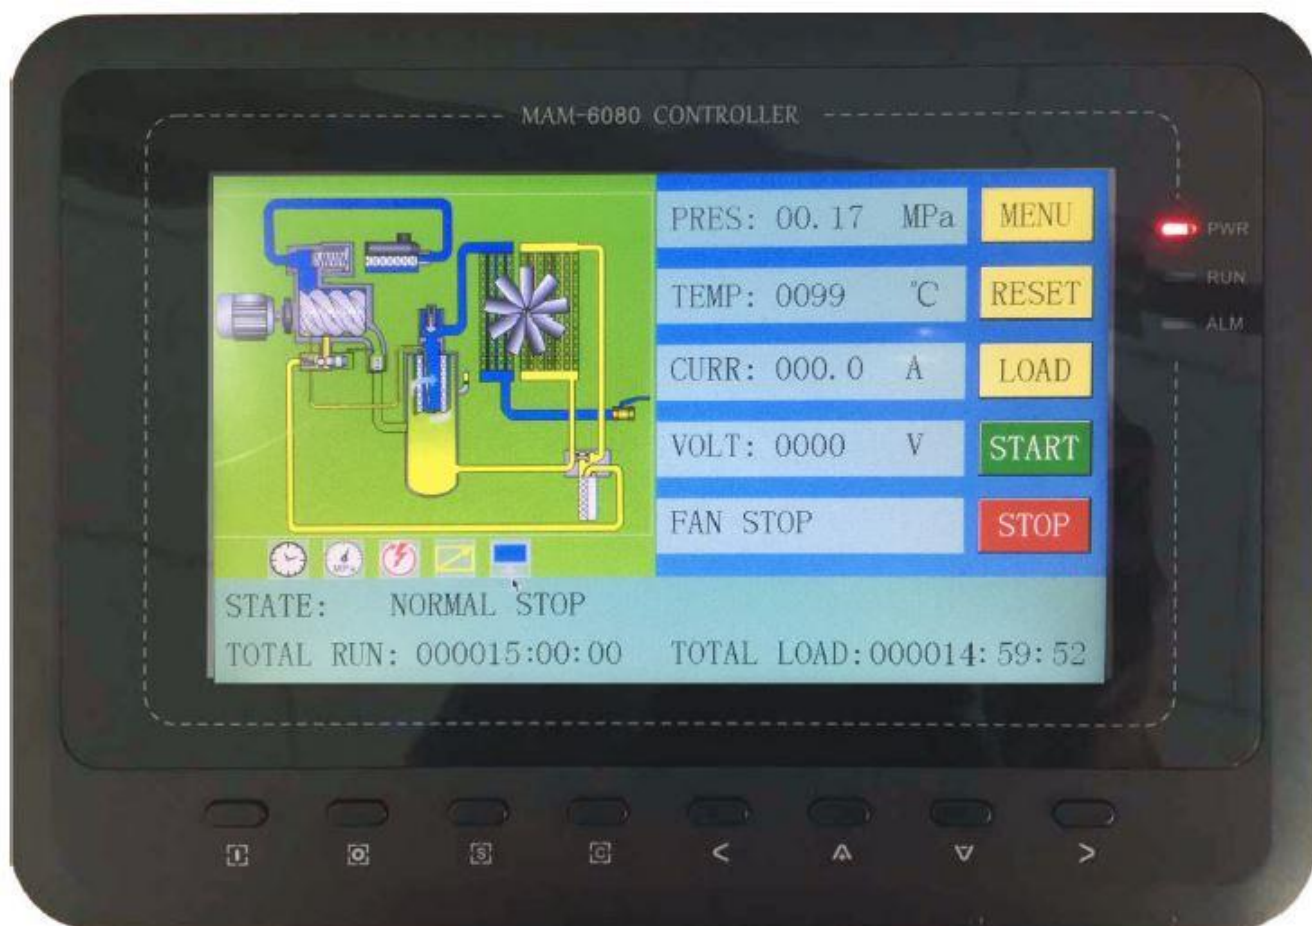 MAM-6080 CONTROLLER
PRES: 00.17 MPa MENU
TEMP: 0099 ℃ RESET
CURR: 000.0 A LOAD
VOLT: 0000 V START
FAN STOP STOP
PWR
RUN
ALM
MPa
STATE: NORMAL STOP
TOTAL RUN: 000015:00:00 TOTAL LOAD:000014:59:52
I O S C < >